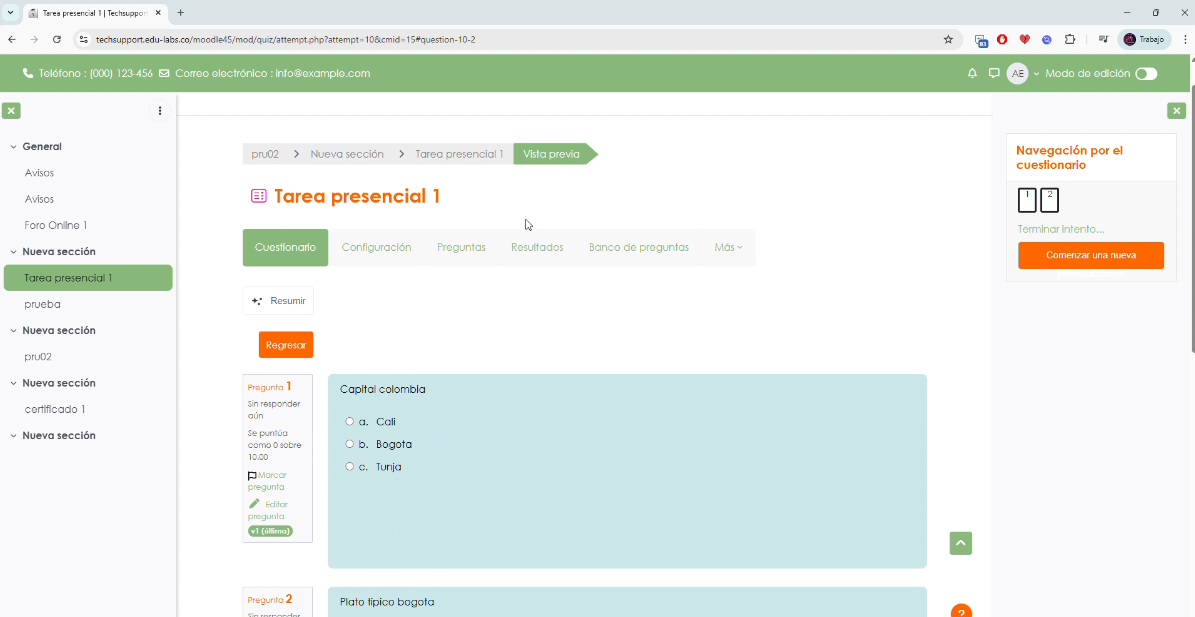 Tarea presencial 1 | Techsuppor
techsupport.edu-labs.co/moodle45/mod/quiz/attempt.php?attempt=10&cmid=15#question-10-2
83
Trabajo
Teléfono : (000) 123-456 Correo electrónico : info@example.com
AE Modo de edición
General
Avisos
Avisos
Foro Online 1
Nueva sección
Tarea presencial 1
prueba
Nueva sección
pru02
Nueva sección
certificado 1
Nueva sección
pru02 Nueva sección Tarea presencial 1 Vista previa
Tarea presencial 1
Cuestionario Configuración Preguntas Resultados Banco de preguntas Más
Resumir
Regresar
Pregunta 1
Sin responder
aún
Se puntúa
como 0 sobre
10,00
Marcar
pregunta
Editar
pregunta
v1 (última)
Capital colombia
a. Cali
b. Bogota
c. Tunja
Pregunta 2
Sin responder
Plato típico bogota
Navegación por el
cuestionario
1 2
Terminar intento...
Comenzar una nueva
?